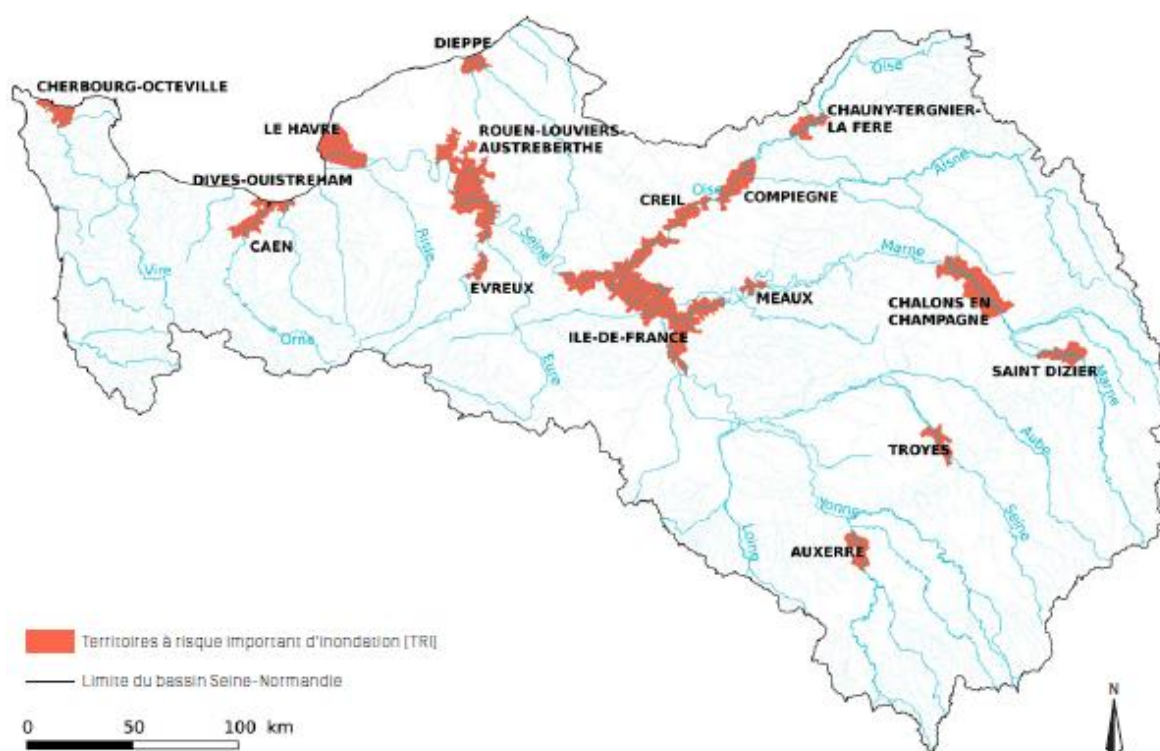 DIEPPE
Oise
CHERBOURG-OCTEVILLE
CHAUNY-TERGNIER-
LA FERE
LE HAVRE
ROUEN-LOUVIERS
AUSTREBERTHE
Aisne
DIVES-OUISTREHAM
Oise
COMPIEGNE
CREIL
CAEN
Risle
Seine
Marne
Vire
EVREUX
MEAUX
CHALONS EN
CHAMPAGNE
Orne
ILE-DE-FRANCE
Eure
SAINT DIZIER
Marne
Aube
TROYES
Yonne
Seine
Loing
AUXERRE
Territoires à risque important d'inondation [TRI]
Limite du bassin Seine-Normandie
N
0 50 100 km